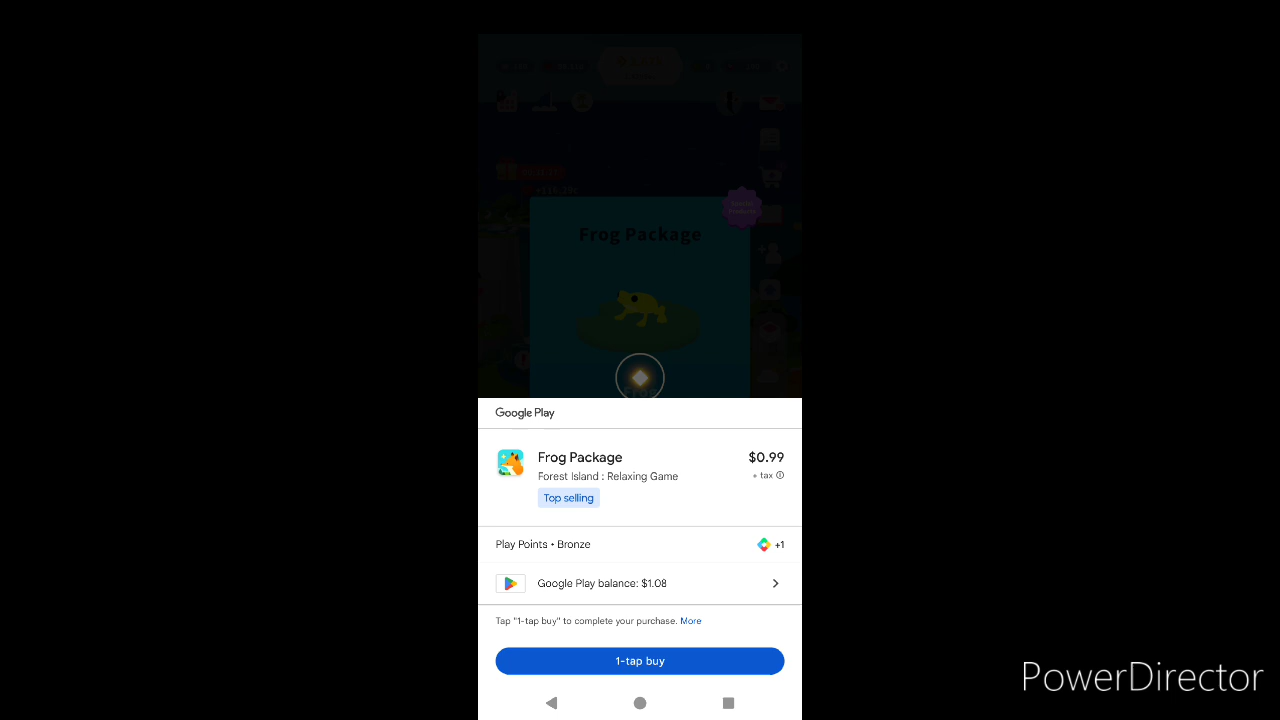 Frog Package
Google Play
Frog Package
$0.99
Forest Island : Relaxing Game
+ tax
Top selling
Play Points • Bronze
+1
Google Play balance: $1.08
Tap "1-tap buy" to complete your purchase. More
1-tap buy
PowerDirector